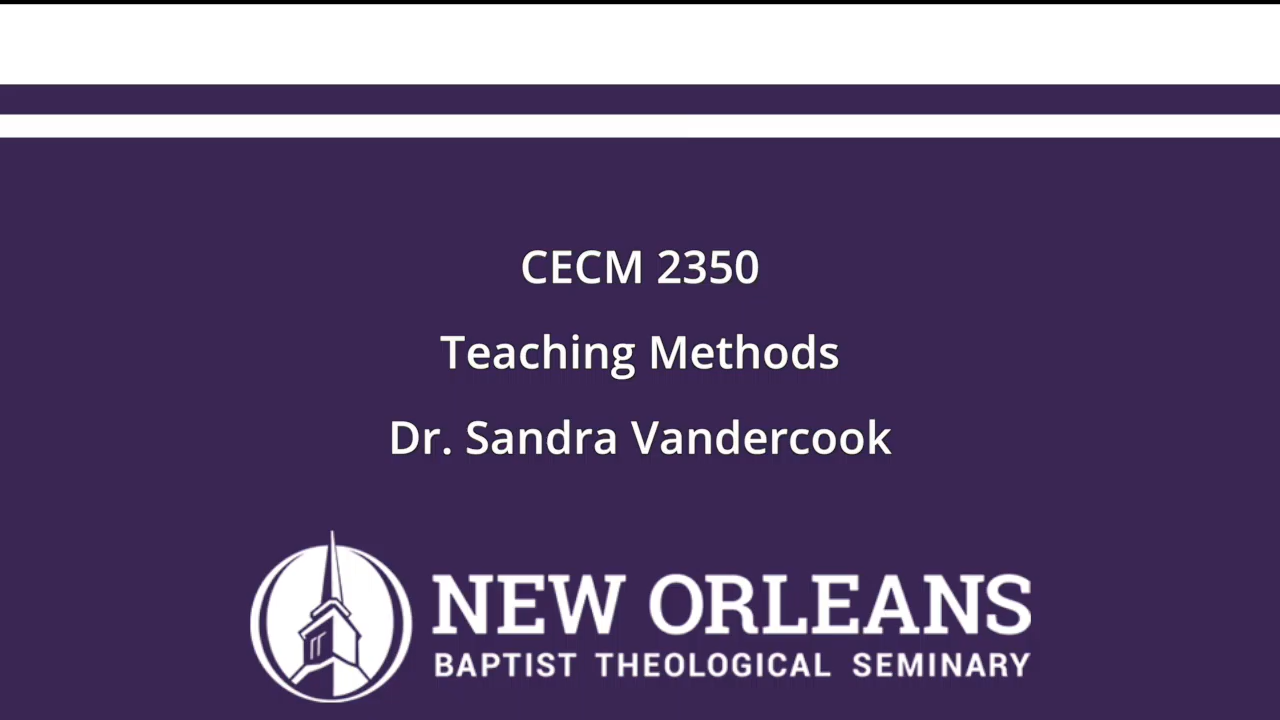 CECM 2350
Teaching Methods
Dr. Sandra Vandercook
NEW ORLEANS
BAPTIST THEOLOGICAL SEMINARY